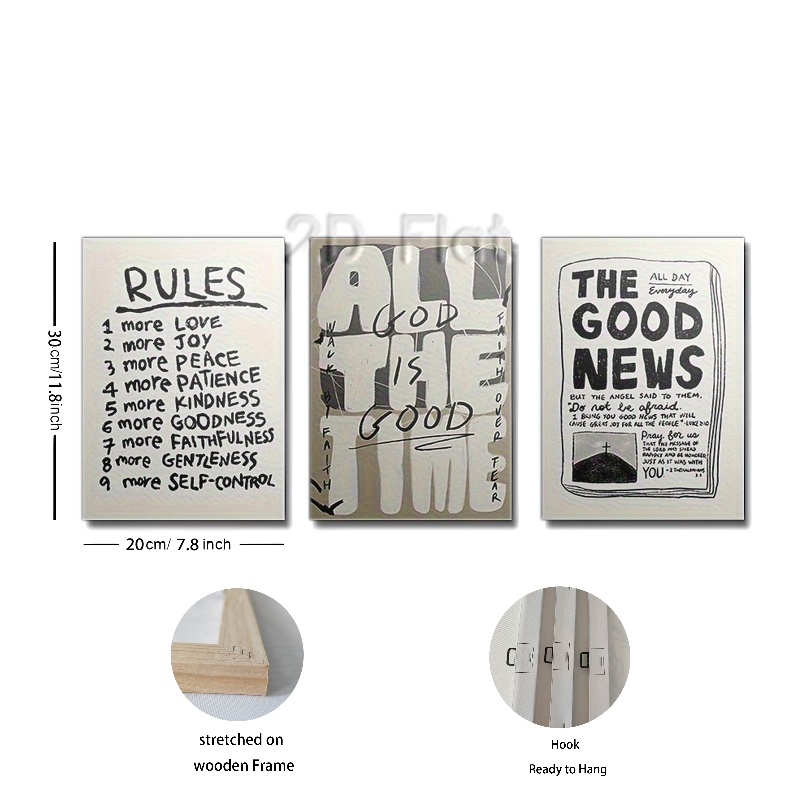 2D Flat
RULES
1 more LOVE
2 more JOY
3 more PEACE
4 more PATIENCE
5 more KINDNESS
6 more GOODNESS
7 more FAITHFULNESS
8 more GENTLENESS
9 more SELF-CONTROL
ALL
THE
TIME
GOD
IS
GOOD
WALK BY FAITH
FAITH OVER FEAR
THE
ALL DAY
Everyday
GOOD
NEWS
BUT THE ANGEL SAID TO THEM,
"Do not be afraid.
I BRING YOU GOOD NEWS THAT WILL
CAUSE GREAT JOY FOR ALL THE PEOPLE" -LUKE 2:10
Pray for us
THAT THE MESSAGE OF
THE LORD MAY SPREAD
RAPIDLY AND BE HONORED,
JUST AS IT WAS WITH
YOU - 2 THESSALONIANS
3:1
30cm/11.8inch
20cm/ 7.8 inch
stretched on
wooden Frame
Hook
Ready to Hang